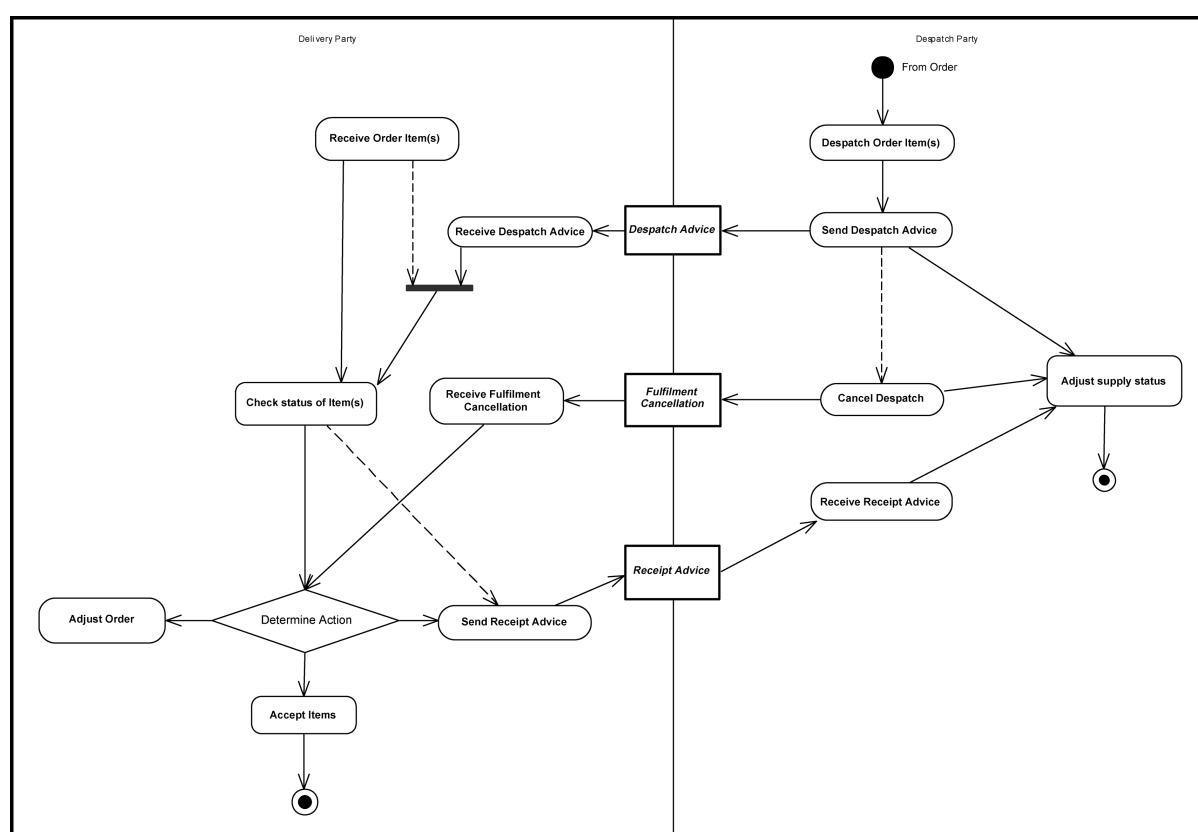 Delivery Party
Despatch Party
From Order
Receive Order Item(s)
Despatch Order Item(s)
Receive Despatch Advice
Despatch Advice
Send Despatch Advice
Check status of Item(s)
Receive Fulfilment
Cancellation
Fulfilment
Cancellation
Cancel Despatch
Adjust supply status
Receive Receipt Advice
Receipt Advice
Adjust Order
Determine Action
Send Receipt Advice
Accept Items